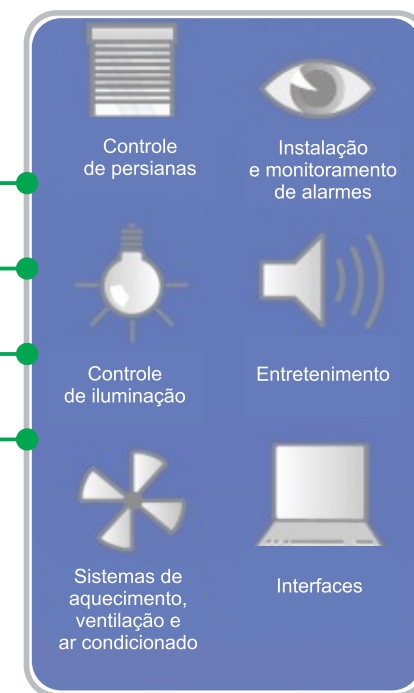 Controle
de persianas
Instalação
e monitoramento
de alarmes
Controle
de iluminação
Entretenimento
Sistemas de
aquecimento,
ventilação e
ar condicionado
Interfaces